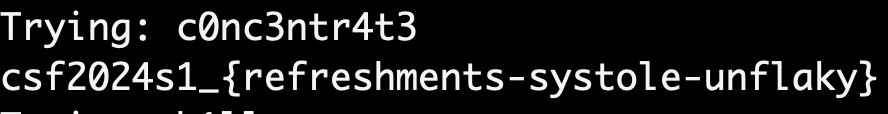 Trying: c0nc3ntr4t3
csf2024s1_{refreshments-systole-unflaky}